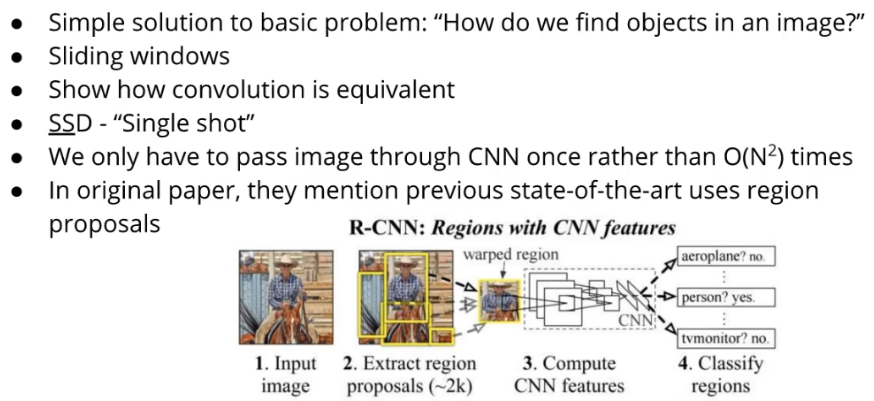 ● Simple solution to basic problem: “How do we find objects in an image?”
● Sliding windows
● Show how convolution is equivalent
● SSD - “Single shot”
● We only have to pass image through CNN once rather than O(N²) times
● In original paper, they mention previous state-of-the-art uses region
proposals
R-CNN: Regions with CNN features
warped region
aeroplane? no.
person? yes.
CNN
tvmonitor? no.
1. Input
image
2. Extract region
proposals (~2k)
3. Compute
CNN features
4. Classify
regions